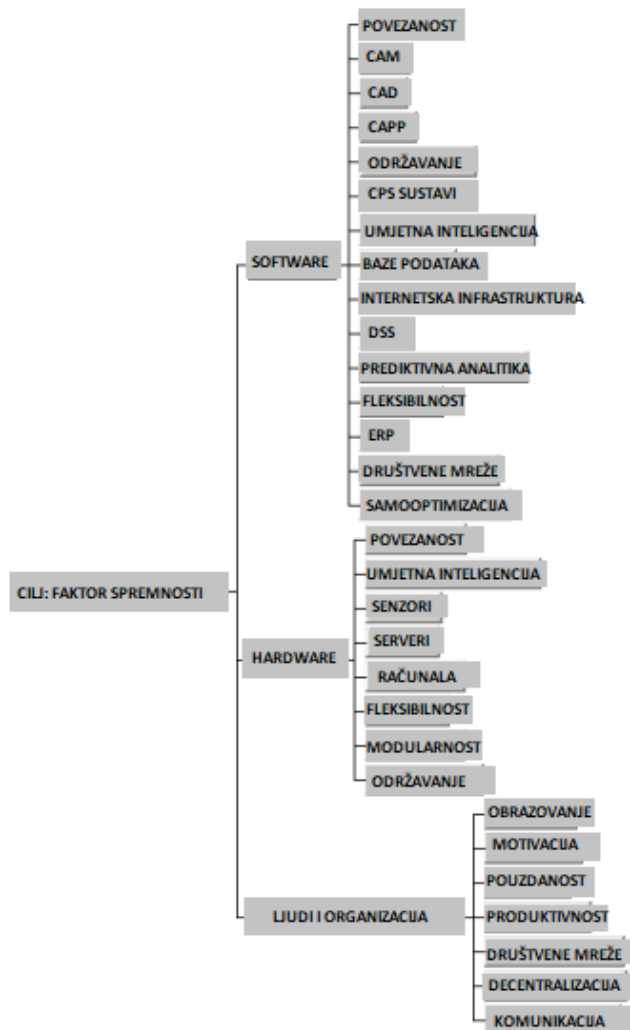 POVEZANOST
CAM
CAD
CAPP
ODRŽAVANJE
CPS SUSTAVI
UMJETNA INTELIGENCIJA
SOFTWARE
BAZE PODATAKA
INTERNETSKA INFRASTRUKTURA
DSS
PREDIKTIVNA ANALITIKA
FLEKSIBILNOST
ERP
DRUŠTVENE MREŽE
SAMOOPTIMIZACIJA
POVEZANOST
UMJETNA INTELIGENCIJA
CILJ: FAKTOR SPREMNOSTI
SENZORI
SERVERI
HARDWARE
RAČUNALA
FLEKSIBILNOST
MODULARNOST
ODRŽAVANJE
OBRAZOVANJE
MOTIVACIJA
POUZDANOST
LJUDI I ORGANIZACIJA
PRODUKTIVNOST
DRUŠTVENE MREŽE
DECENTRALIZACIJA
KOMUNIKACIJA